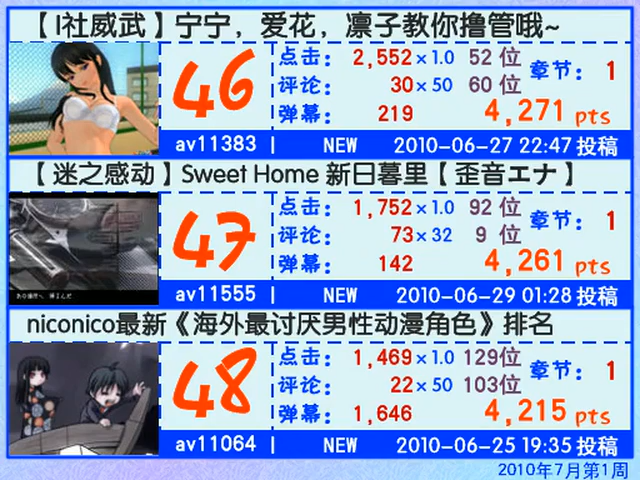 【I社威武】宁宁，爱花，凛子教你撸管哦~
46
点击： 2,552×1.0 52 位
评论： 30×50 60 位
弹幕： 219
章节： 1
4,271 pts
av11383 | NEW 2010-06-27 22:47 投稿
【迷之感动】Sweet Home 新日暮里【歪音エナ】
47
点击： 1,752×1.0 92 位
评论： 73×32 9 位
弹幕： 142
章节： 1
4,261 pts
av11555 | NEW 2010-06-29 01:28 投稿
niconico最新《海外最讨厌男性动漫角色》排名
48
点击： 1,469×1.0 129位
评论： 22×50 103位
弹幕： 1,646
章节： 1
4,215 pts
av11064 | NEW 2010-06-25 19:35 投稿
2010年7月第1周